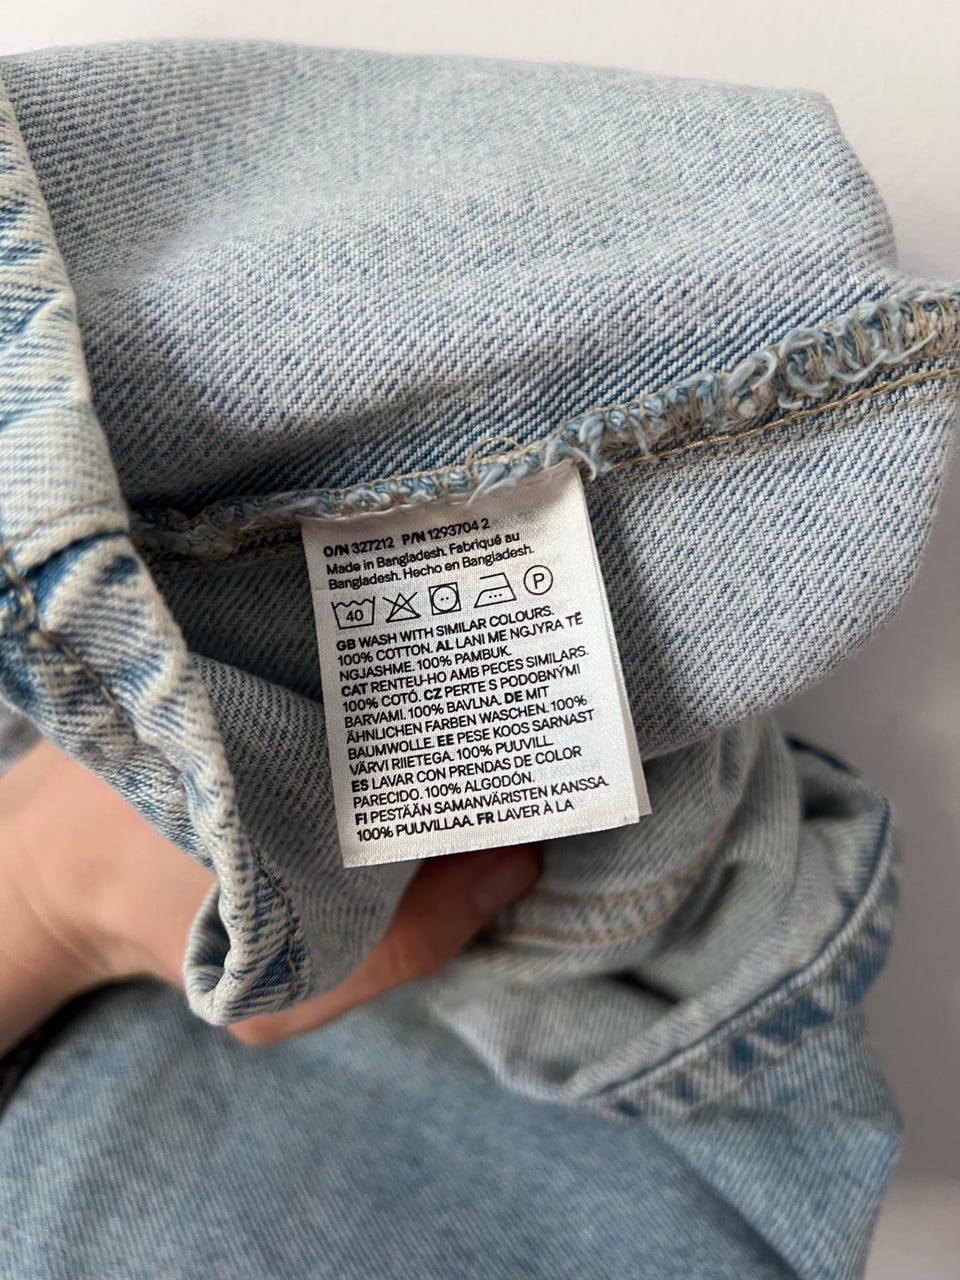 O/N 327212 P/N 1293704 2
Made in Bangladesh. Fabriqué au
Bangladesh. Hecho en Bangladesh.
40 P
GB WASH WITH SIMILAR COLOURS.
100% COTTON. AL LANI ME NGJYRA TË
NGJASHME. 100% PAMBUK.
CAT RENTEU-HO AMB PECES SIMILARS.
100% COTÓ. CZ PERTE S PODOBNÝMI
BARVAMI. 100% BAVLNA. DE MIT
ÄHNLICHEN FARBEN WASCHEN. 100%
BAUMWOLLE. EE PESE KOOS SARNAST
VÄRVI RIIETEGA. 100% PUUVILL.
ES LAVAR CON PRENDAS DE COLOR
PARECIDO. 100% ALGODÓN.
FI PESTÄÄN SAMANVÄRISTEN KANSSA.
100% PUUVILLAA. FR LAVER À LA